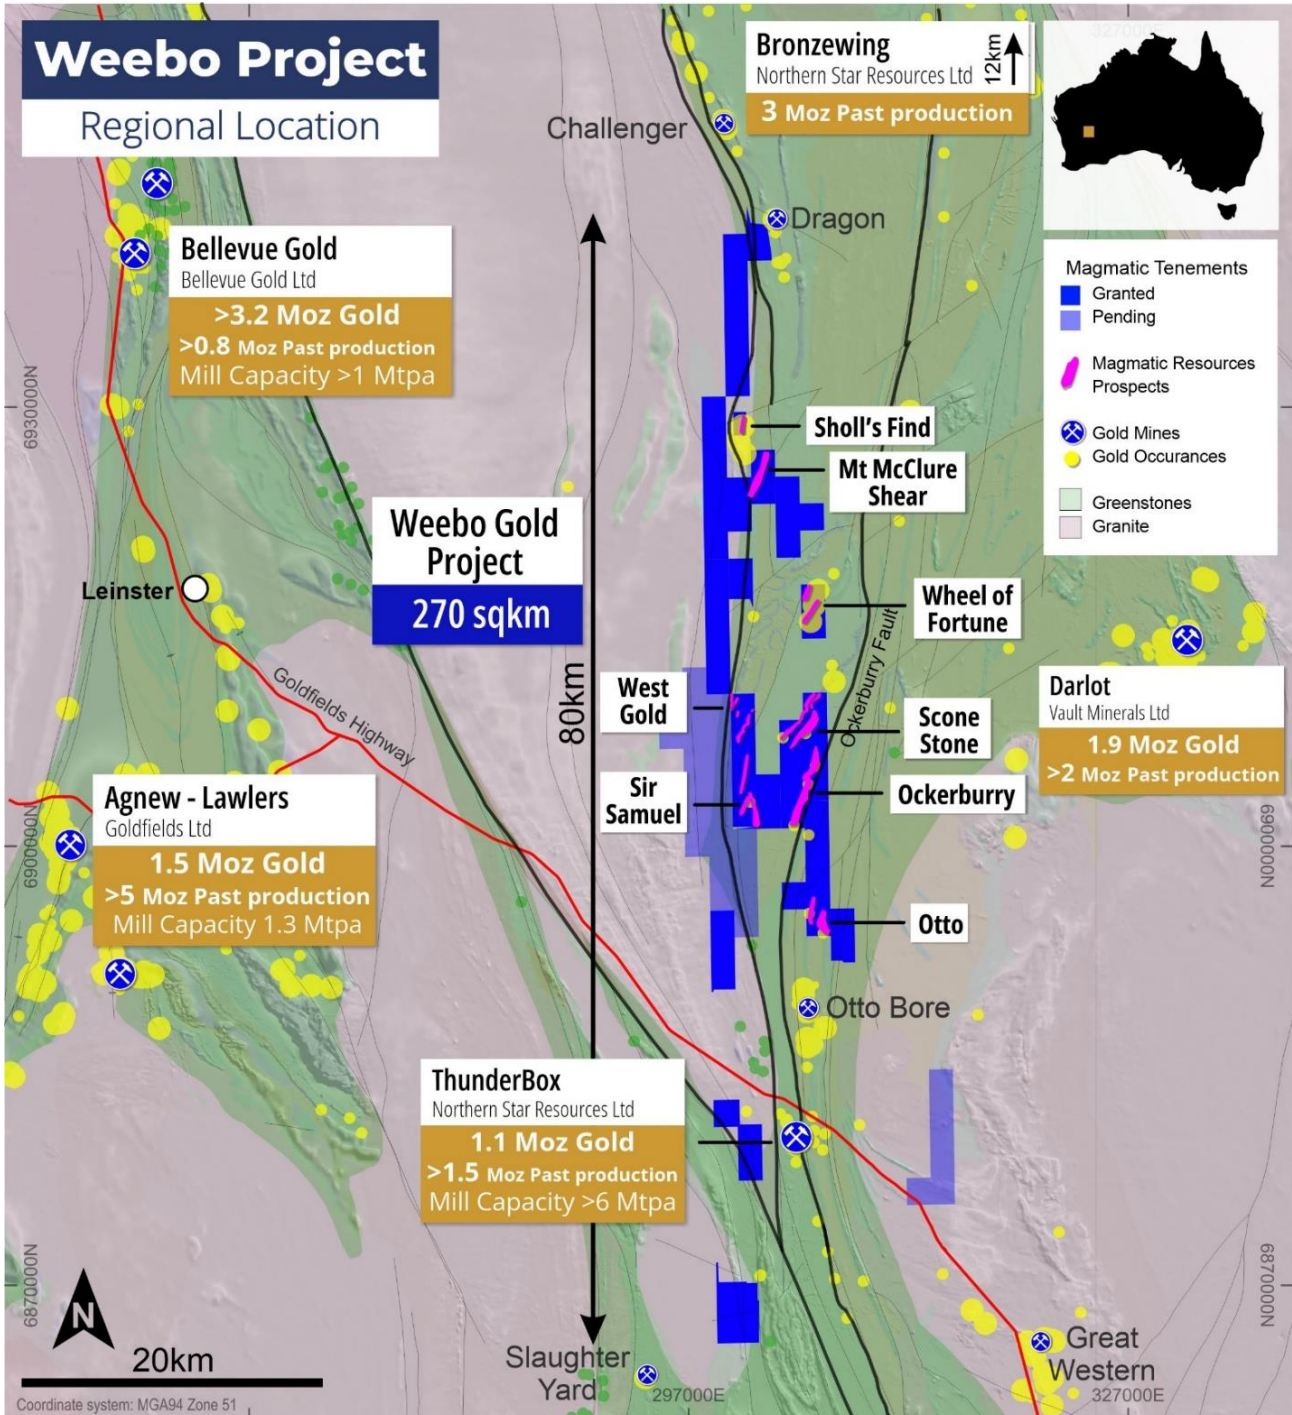 Weebo Project
Regional Location
Bronzewing
Northern Star Resources Ltd
12km
3 Moz Past production
327000E
Challenger
Dragon
Bellevue Gold
Bellevue Gold Ltd
>3.2 Moz Gold
>0.8 Moz Past production
Mill Capacity >1 Mtpa
Magmatic Tenements
Granted
Pending
Magmatic Resources
Prospects
Gold Mines
Gold Occurances
Greenstones
Granite
6930000N
Sholl's Find
Mt McClure
Shear
Weebo Gold
Project
270 sqkm
Leinster
Wheel of
Fortune
Goldfields Highway
80km
Ockerburry Fault
West
Gold
Scone
Stone
Darlot
Vault Minerals Ltd
1.9 Moz Gold
>2 Moz Past production
Sir
Samuel
Ockerburry
Agnew - Lawlers
Goldfields Ltd
1.5 Moz Gold
>5 Moz Past production
Mill Capacity 1.3 Mtpa
6900000N
6900000N
Otto
Otto Bore
ThunderBox
Northern Star Resources Ltd
1.1 Moz Gold
>1.5 Moz Past production
Mill Capacity >6 Mtpa
6870000N
6870000N
N
20km
Slaughter
Yard
Great
Western
297000E
327000E
Coordinate system: MGA94 Zone 51